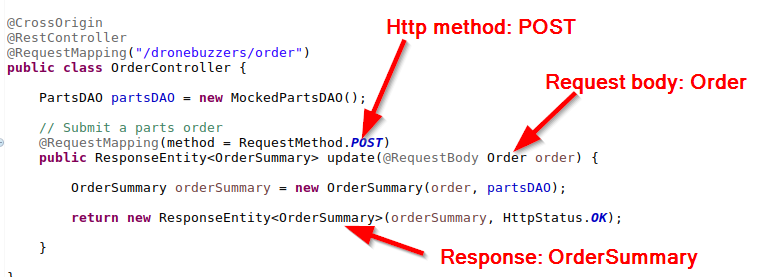 @CrossOrigin
@RestController
@RequestMapping("/dronebuzzers/order")
public class OrderController {
Http method: POST
PartsDAO partsDAO = new MockedPartsDAO();
Request body: Order
// Submit a parts order
@RequestMapping(method = RequestMethod.POST)
public ResponseEntity<OrderSummary> update(@RequestBody Order order) {
OrderSummary orderSummary = new OrderSummary(order, partsDAO);
return new ResponseEntity<OrderSummary>(orderSummary, HttpStatus.OK);
}
Response: OrderSummary
}